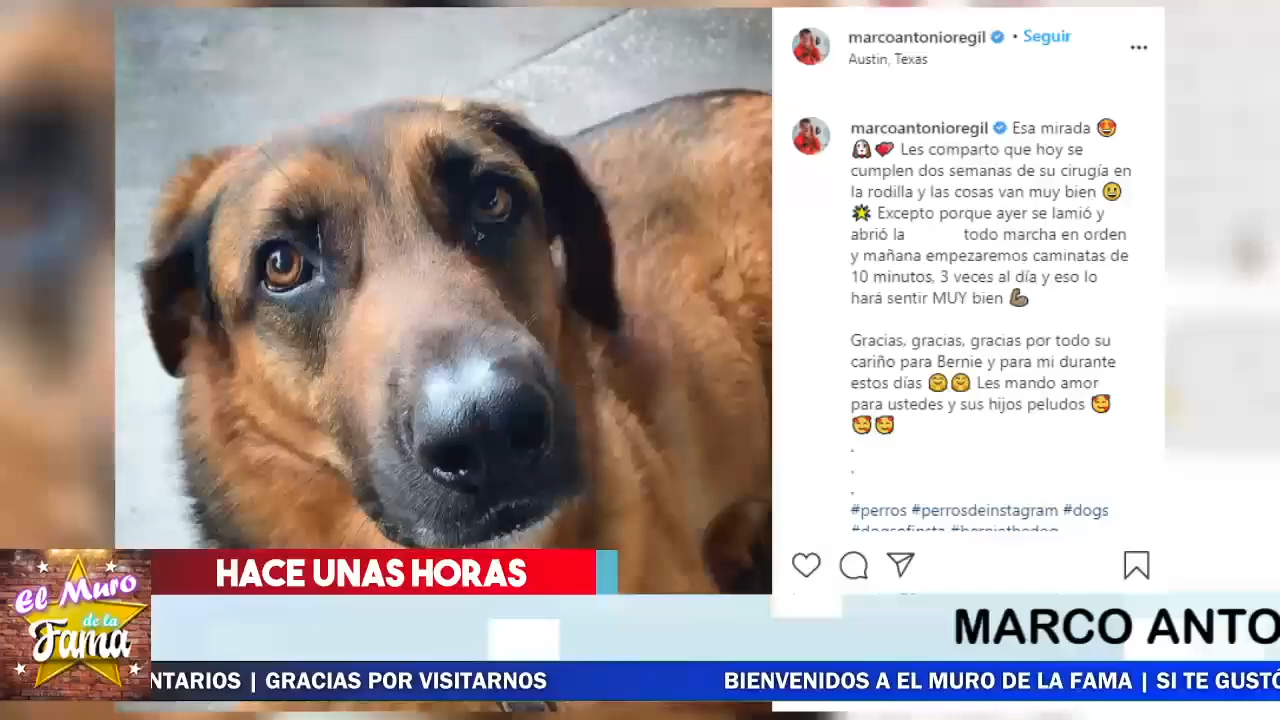 marcoantonioregil • Seguir
Austin, Texas
marcoantonioregil Esa mirada 🤩
🐶💕 Les comparto que hoy se
cumplen dos semanas de su cirugía en
la rodilla y las cosas van muy bien 😃
🌟 Excepto porque ayer se lamió y
abrió la todo marcha en orden
y mañana empezaremos caminatas de
10 minutos, 3 veces al día y eso lo
hará sentir MUY bien 💪🏽
Gracias, gracias, gracias por todo su
cariño para Bernie y para mi durante
estos días 🤗🤗 Les mando amor
para ustedes y sus hijos peludos 🥰
🥰🥰
.
.
.
#perros #perrosdeinstagram #dogs
#dogsofinsta #berniethedog
HACE UNAS HORAS
El Muro
de la
Fama
MARCO ANTO
NTARIOS | GRACIAS POR VISITARNOS BIENVENIDOS A EL MURO DE LA FAMA | SI TE GUSTÓ